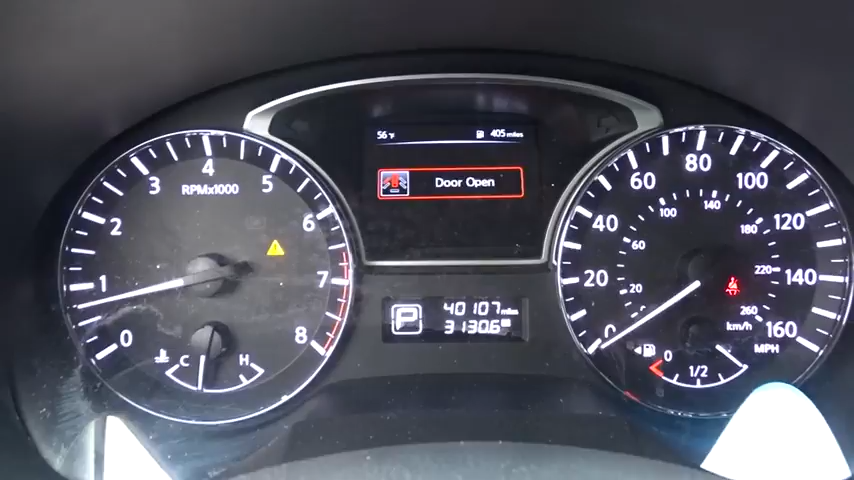 56 °F 405 miles
Door Open
0 1 2 3 4 5 6 7 8
RPMx1000
C H
P
40107 miles
31306
0 20 40 60 80 100 120 140 160
MPH
20 60 100 140 180 220 260
km/h
0 1/2